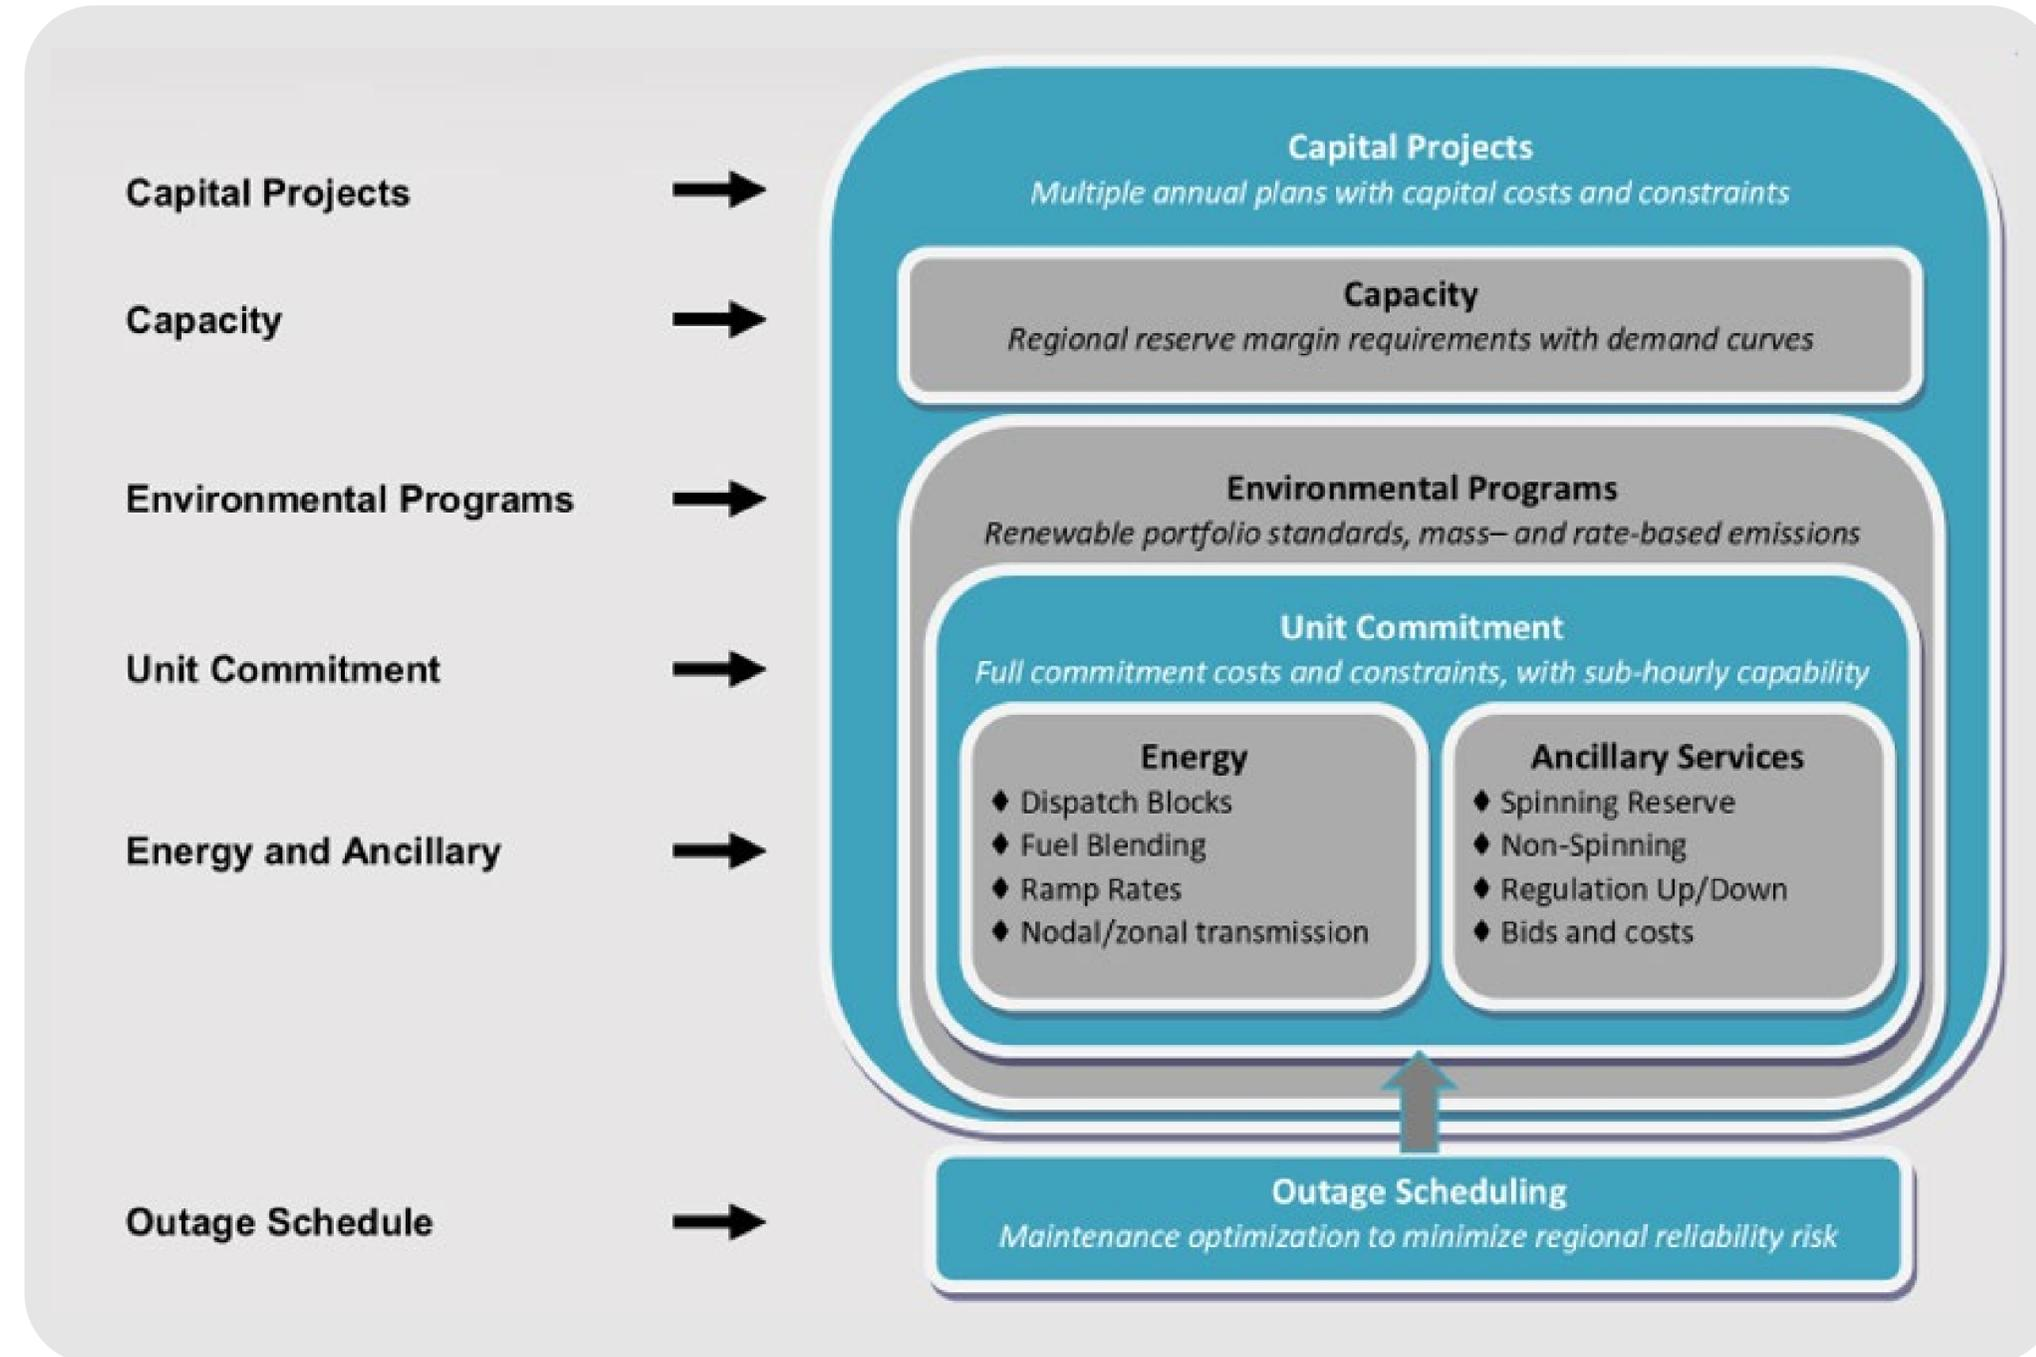 Capital Projects
Capacity
Environmental Programs
Unit Commitment
Energy and Ancillary
Outage Schedule
Capital Projects
Multiple annual plans with capital costs and constraints
Capacity
Regional reserve margin requirements with demand curves
Environmental Programs
Renewable portfolio standards, mass– and rate-based emissions
Unit Commitment
Full commitment costs and constraints, with sub-hourly capability
Energy
♦ Dispatch Blocks
♦ Fuel Blending
♦ Ramp Rates
♦ Nodal/zonal transmission
Ancillary Services
♦ Spinning Reserve
♦ Non-Spinning
♦ Regulation Up/Down
♦ Bids and costs
Outage Scheduling
Maintenance optimization to minimize regional reliability risk